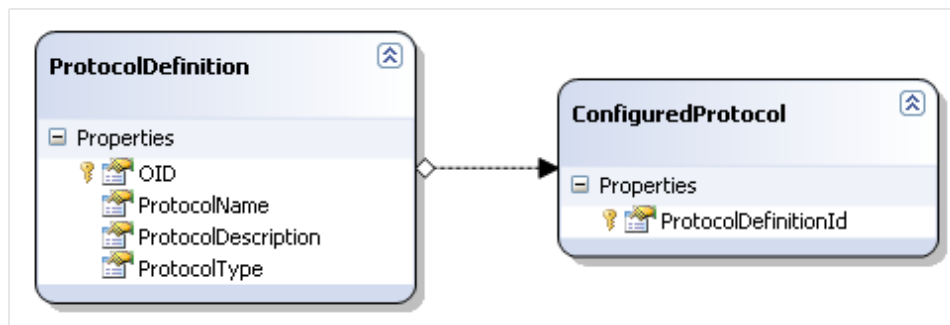 ProtocolDefinition
Properties
OID
ProtocolName
ProtocolDescription
ProtocolType
ConfiguredProtocol
Properties
ProtocolDefinitionId